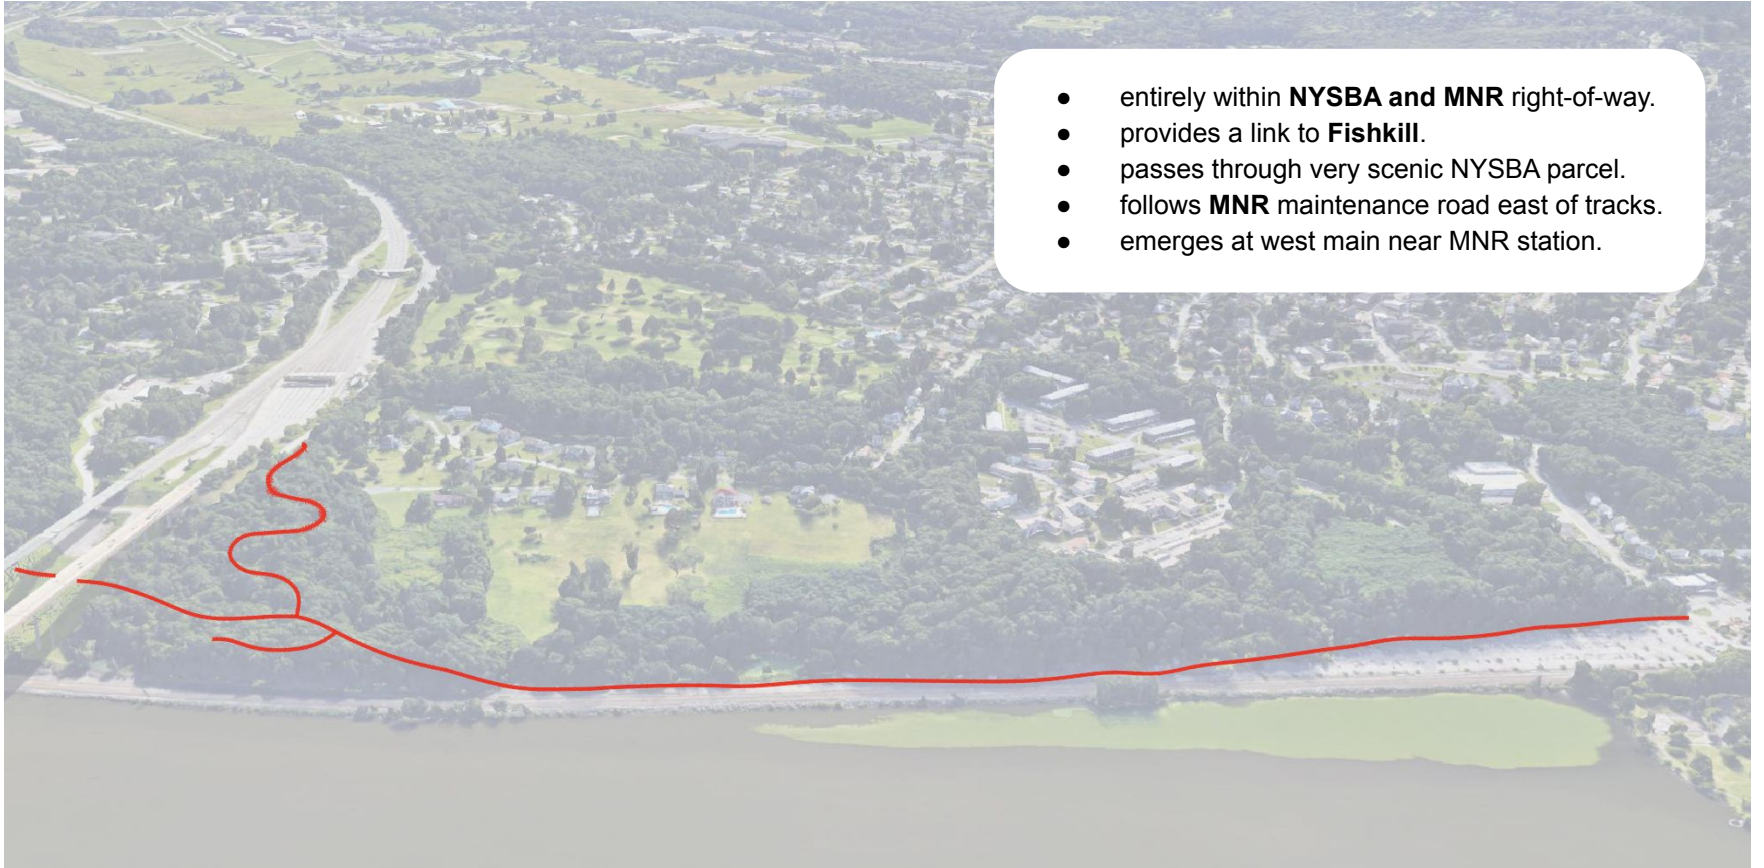 ● entirely within NYSBA and MNR right-of-way.
● provides a link to Fishkill.
● passes through very scenic NYSBA parcel.
● follows MNR maintenance road east of tracks.
● emerges at west main near MNR station.